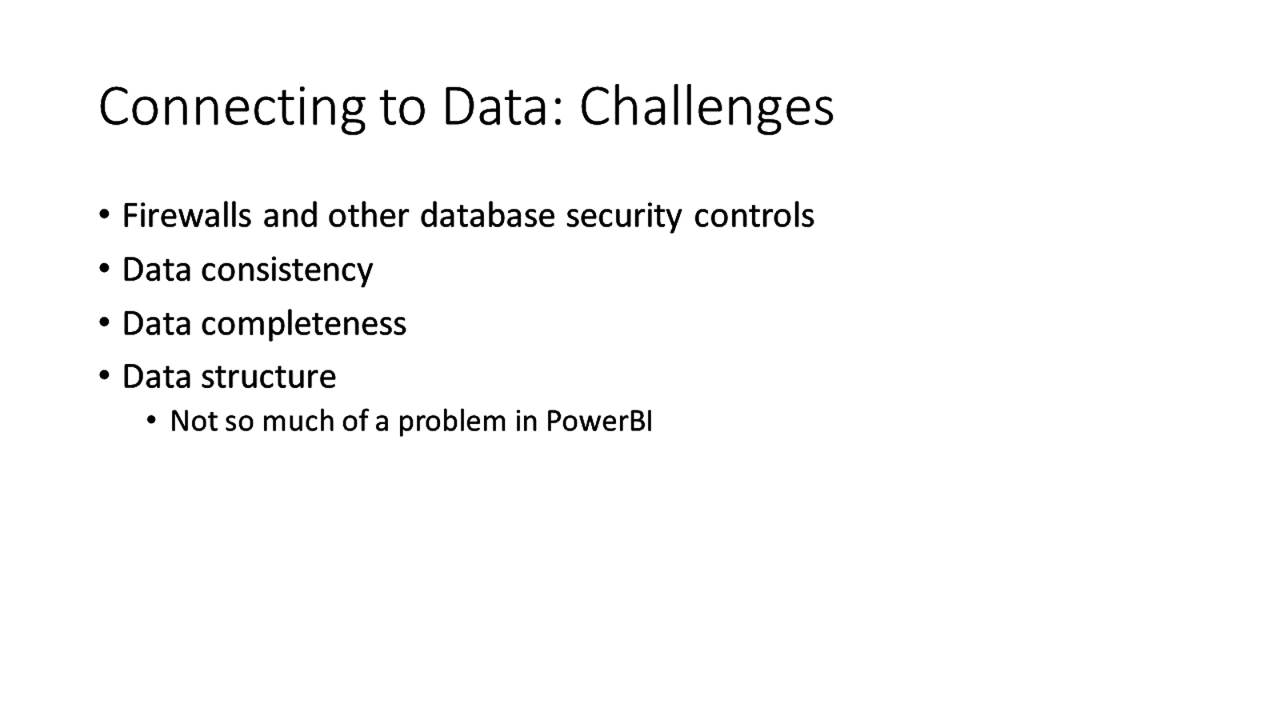 Connecting to Data: Challenges
• Firewalls and other database security controls
• Data consistency
• Data completeness
• Data structure
• Not so much of a problem in PowerBI